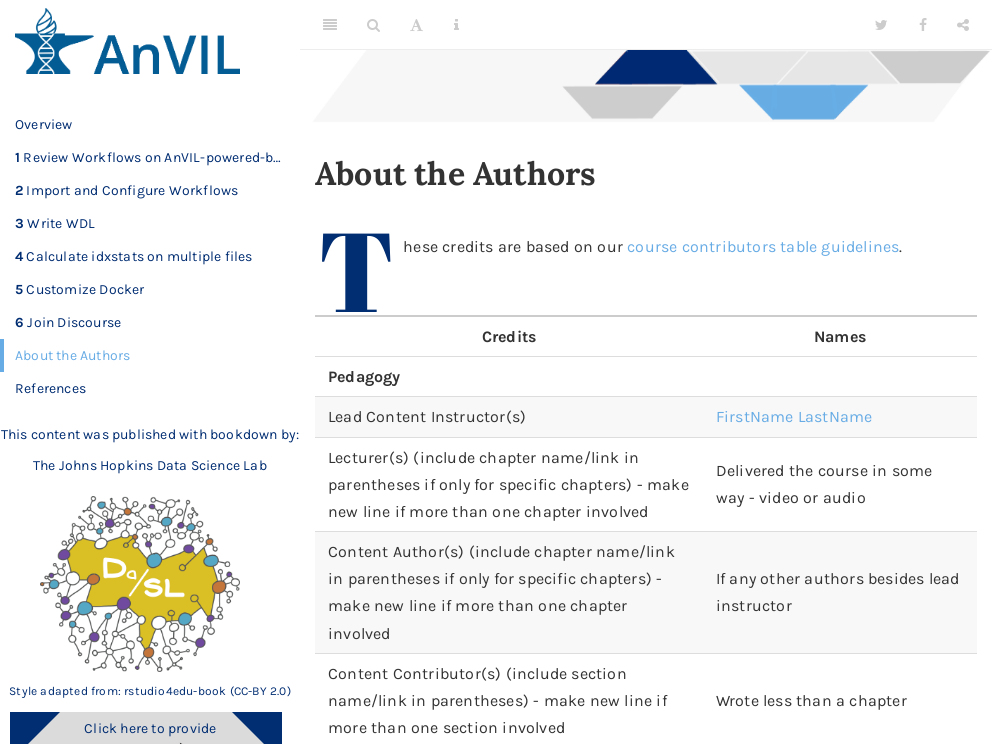 AnVIL
Overview
1 Review Workflows on AnVIL-powered-b...
2 Import and Configure Workflows
3 Write WDL
4 Calculate idxstats on multiple files
5 Customize Docker
6 Join Discourse
About the Authors
References
This content was published with bookdown by:
The Johns Hopkins Data Science Lab
Da/SL
Style adapted from: rstudio4edu-book (CC-BY 2.0)
Click here to provide
A
About the Authors
These credits are based on our course contributors table guidelines.
Credits Names
Pedagogy
Lead Content Instructor(s) FirstName LastName
Lecturer(s) (include chapter name/link in
parentheses if only for specific chapters) - make
new line if more than one chapter involved
Delivered the course in some
way - video or audio
Content Author(s) (include chapter name/link
in parentheses if only for specific chapters) -
make new line if more than one chapter
involved
If any other authors besides lead
instructor
Content Contributor(s) (include section
name/link in parentheses) - make new line if
more than one section involved
Wrote less than a chapter